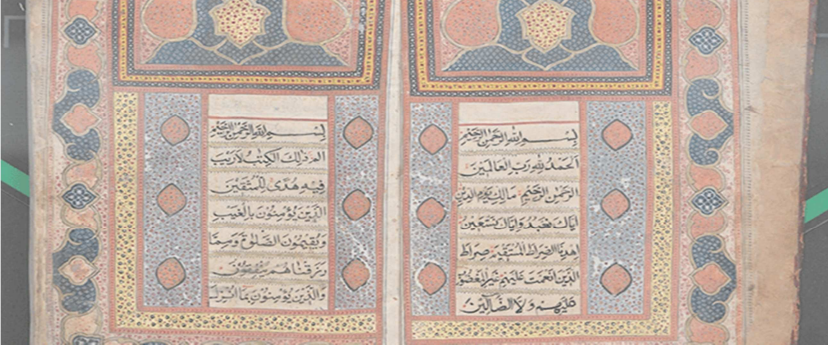 بسم الله الرحمن الرحيم
الحمد لله رب العالمين
الرحمن الرحيم مالك يوم الدين
اياك نعبد واياك نستعين
اهدنا الصراط المستقيم صراط
الذين انعمت عليهم غير المغضوب
عليهم ولا الضالين
بسم الله الرحمن الرحيم
الم ذلك الكتب لا ريب
فيه هدى للمتقين
الذين يؤمنون بالغيب
ويقيمون الصلوة ومما
رزقناهم ينفقون
والذين يؤمنون بما انزل